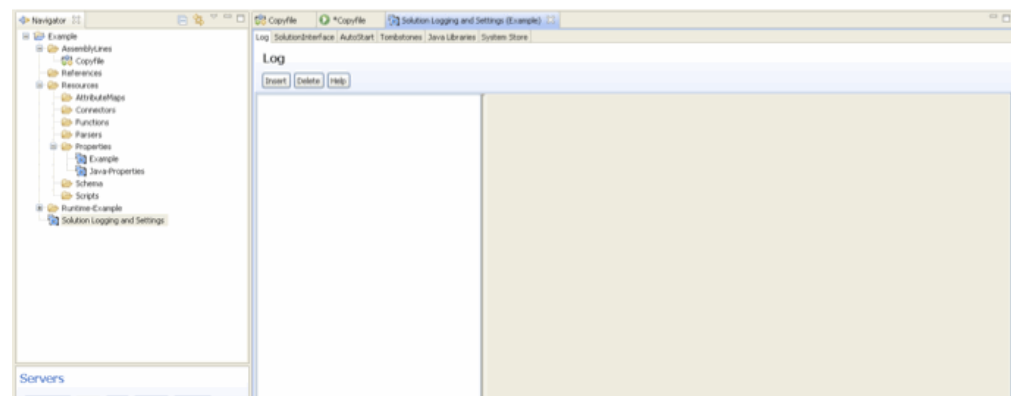 Navigator
Copyfile
*Copyfile
Solution Logging and Settings (Example)
Example
AssemblyLines
Copyfile
References
Resources
AttributeMaps
Connectors
Functions
Parsers
Properties
Example
Java-Properties
Schema
Scripts
Runtime-Example
Solution Logging and Settings
Log SolutionInterface AutoStart Tombstones Java Libraries System Store
Log
Insert Delete Help
Servers